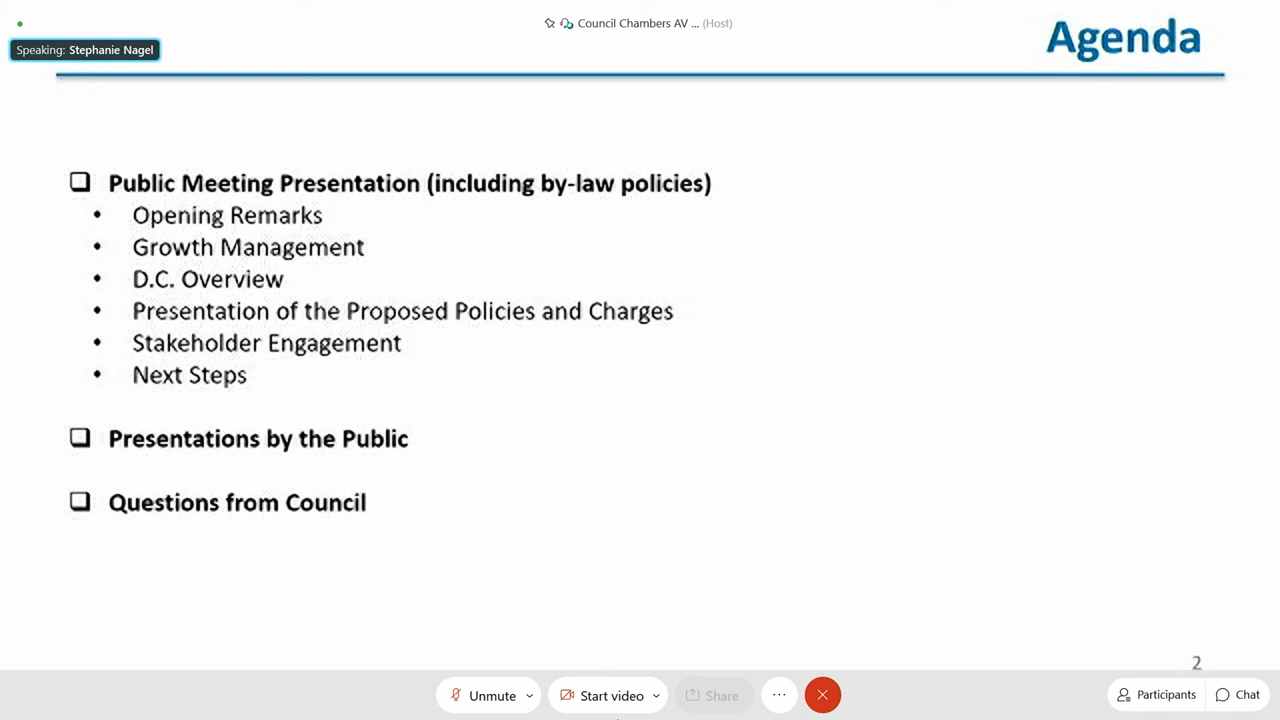 Council Chambers AV ... (Host)
Agenda
Speaking: Stephanie Nagel
Public Meeting Presentation (including by-law policies)
Opening Remarks
Growth Management
D.C. Overview
Presentation of the Proposed Policies and Charges
Stakeholder Engagement
Next Steps
Presentations by the Public
Questions from Council
2
Unmute
Start video
Share
Participants
Chat